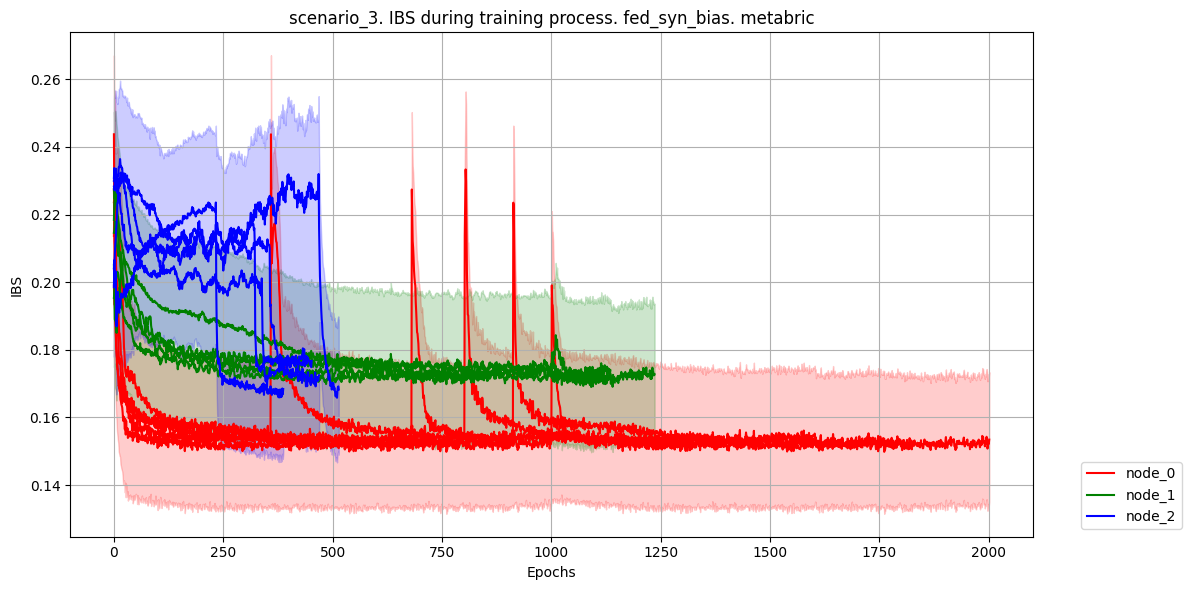 scenario_3. IBS during training process. fed_syn_bias. metabric
IBS
0.26
0.24
0.22
0.20
0.18
0.16
0.14
0
250
500
750
1000
1250
1500
1750
2000
Epochs
node_0
node_1
node_2